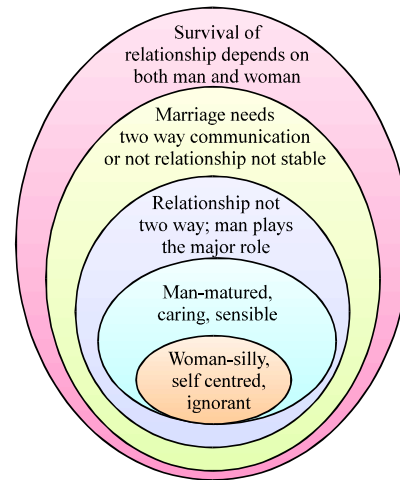 Survival of
relationship depends on
both man and woman
Marriage needs
two way communication
or not relationship not stable
Relationship not
two way; man plays
the major role
Man-matured,
caring, sensible
Woman-silly,
self centred,
ignorant